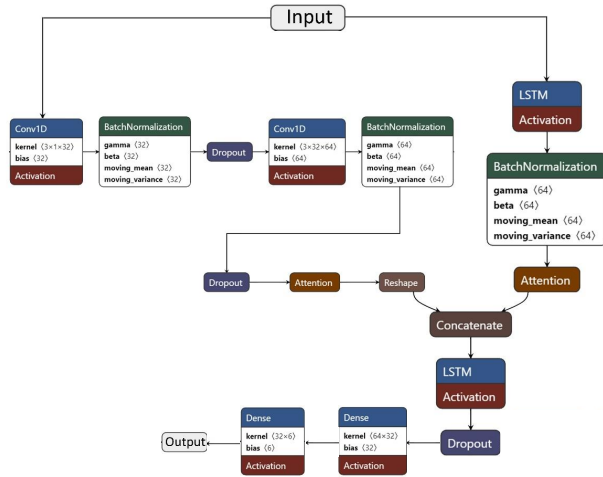 Input
Conv1D
kernel ⟨3×1×32⟩
bias ⟨32⟩
Activation
BatchNormalization
gamma ⟨32⟩
beta ⟨32⟩
moving_mean ⟨32⟩
moving_variance ⟨32⟩
Dropout
Conv1D
kernel ⟨3×32×64⟩
bias ⟨64⟩
Activation
BatchNormalization
gamma ⟨64⟩
beta ⟨64⟩
moving_mean ⟨64⟩
moving_variance ⟨64⟩
LSTM
Activation
BatchNormalization
gamma ⟨64⟩
beta ⟨64⟩
moving_mean ⟨64⟩
moving_variance ⟨64⟩
Dropout
Attention
Reshape
Attention
Concatenate
LSTM
Activation
Dropout
Dense
kernel ⟨64×32⟩
bias ⟨32⟩
Activation
Dense
kernel ⟨32×6⟩
bias ⟨6⟩
Activation
Output